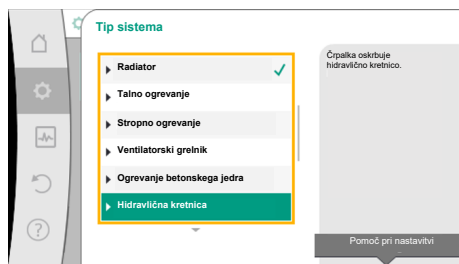 Tip sistema
Radiator
Talno ogrevanje
Stropno ogrevanje
Ventilatorski grelnik
Ogrevanje betonskega jedra
Hidravlična kretnica
Črpalka oskrbuje
hidravlično kretnico.
Pomoč pri nastavitvi
...